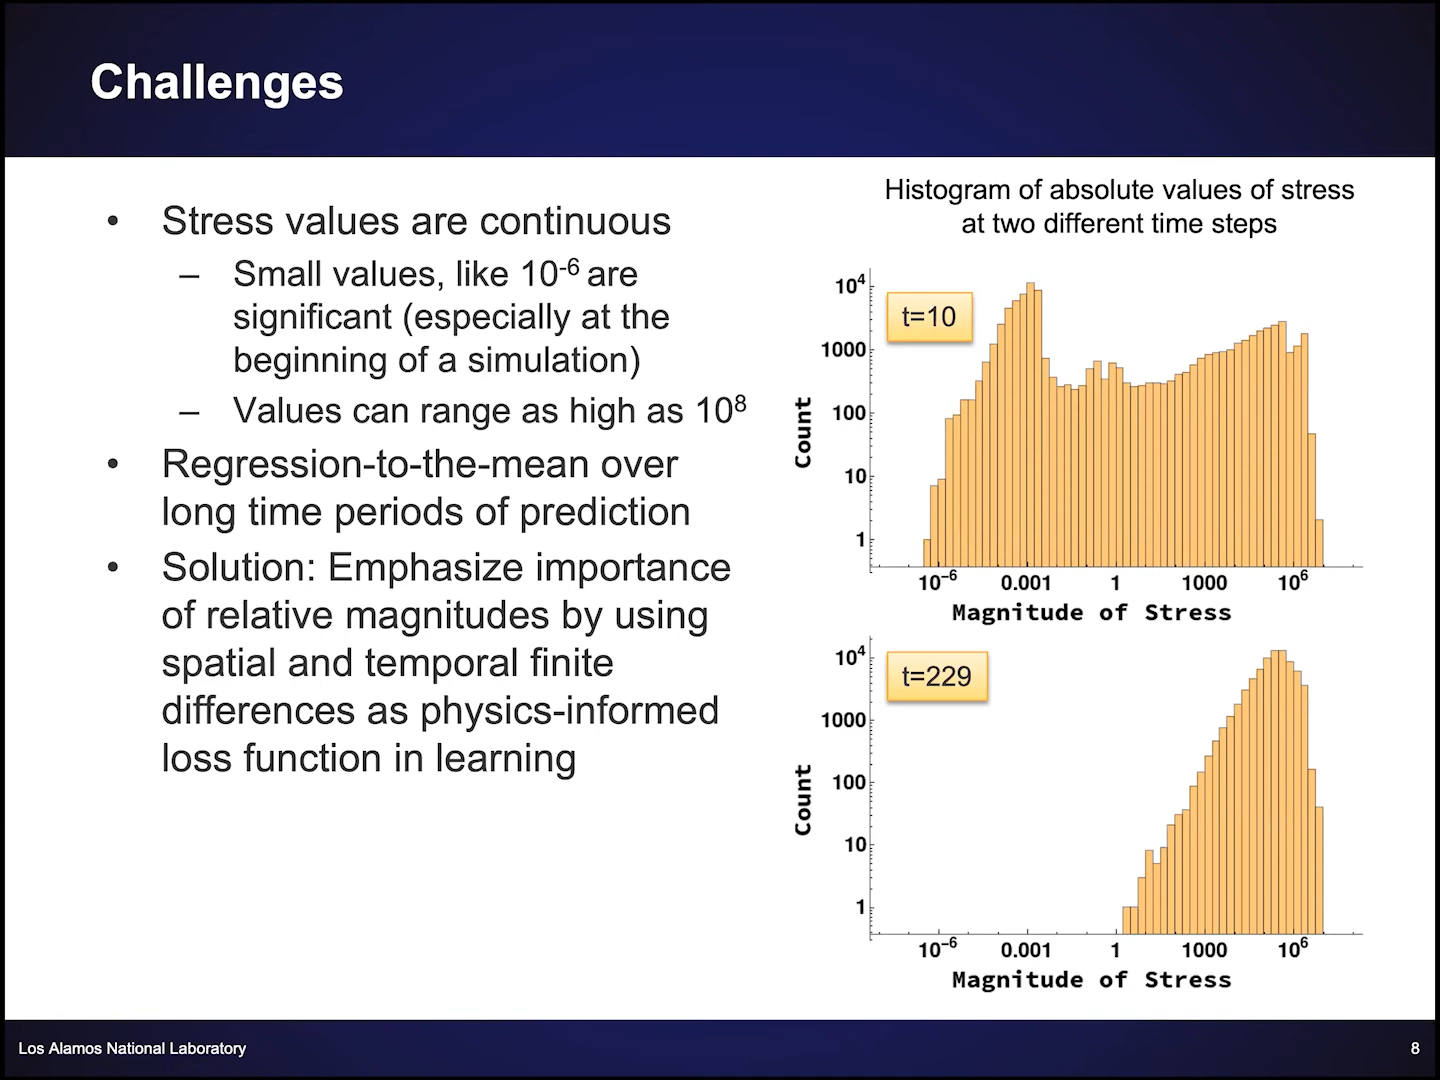 Challenges
• Stress values are continuous
– Small values, like 10⁻⁶ are
significant (especially at the
beginning of a simulation)
– Values can range as high as 10⁸
• Regression-to-the-mean over
long time periods of prediction
• Solution: Emphasize importance
of relative magnitudes by using
spatial and temporal finite
differences as physics-informed
loss function in learning
Histogram of absolute values of stress
at two different time steps
t=10
10⁴
1000
100
10
1
Count
10⁻⁶ 0.001 1 1000 10⁶
Magnitude of Stress
t=229
10⁴
1000
100
10
1
Count
10⁻⁶ 0.001 1 1000 10⁶
Magnitude of Stress
Los Alamos National Laboratory
8